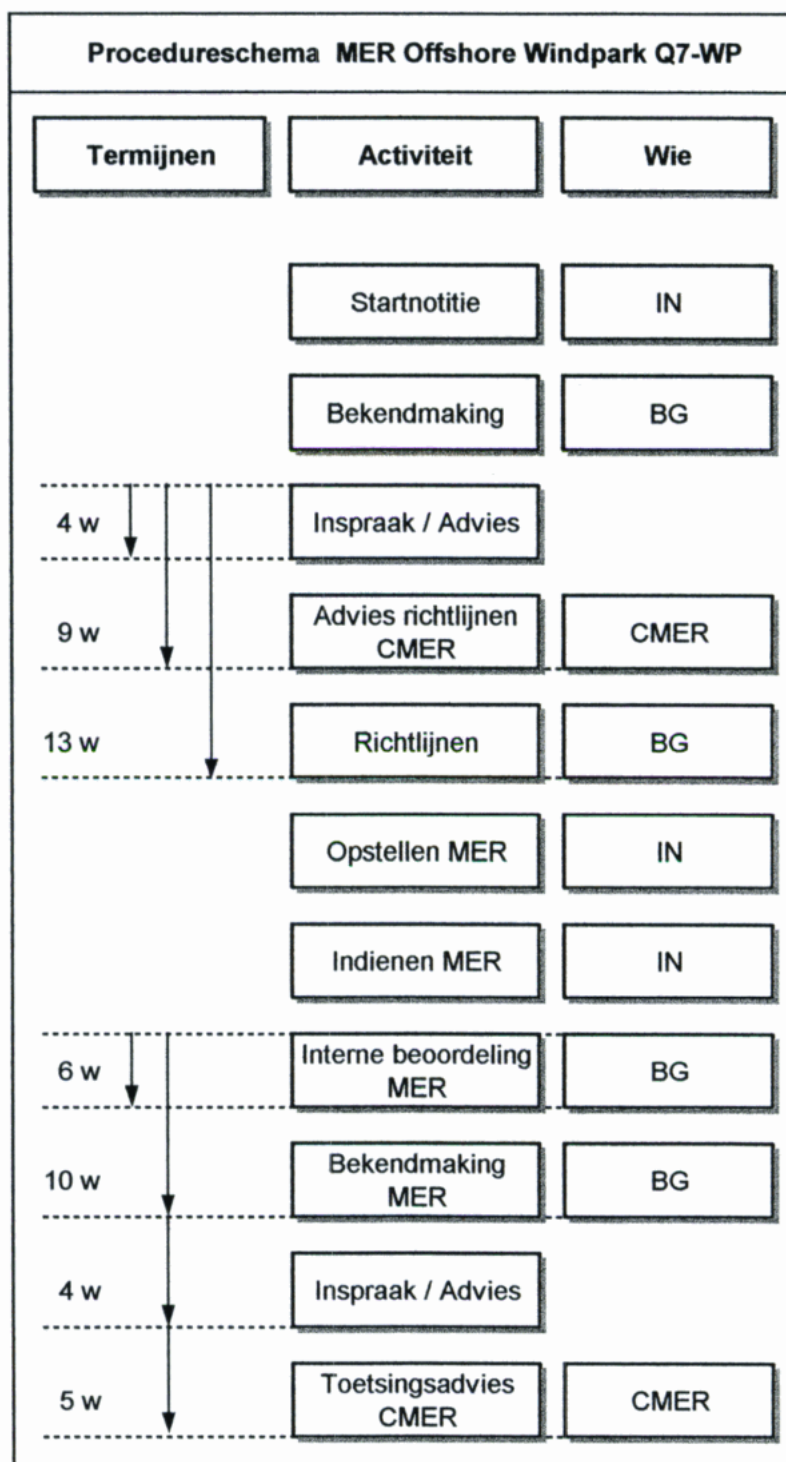 Procedureschema MER Offshore Windpark Q7-WP
Termijnen Activiteit Wie
Startnotitie IN
Bekendmaking BG
4 w Inspraak / Advies
Advies richtlijnen
9 w CMER CMER
13 w Richtlijnen BG
Opstellen MER IN
Indienen MER IN
Interne beoordeling
6 w MER BG
Bekendmaking
10 w MER BG
4 w Inspraak / Advies
Toetsingsadvies
5 w CMER CMER